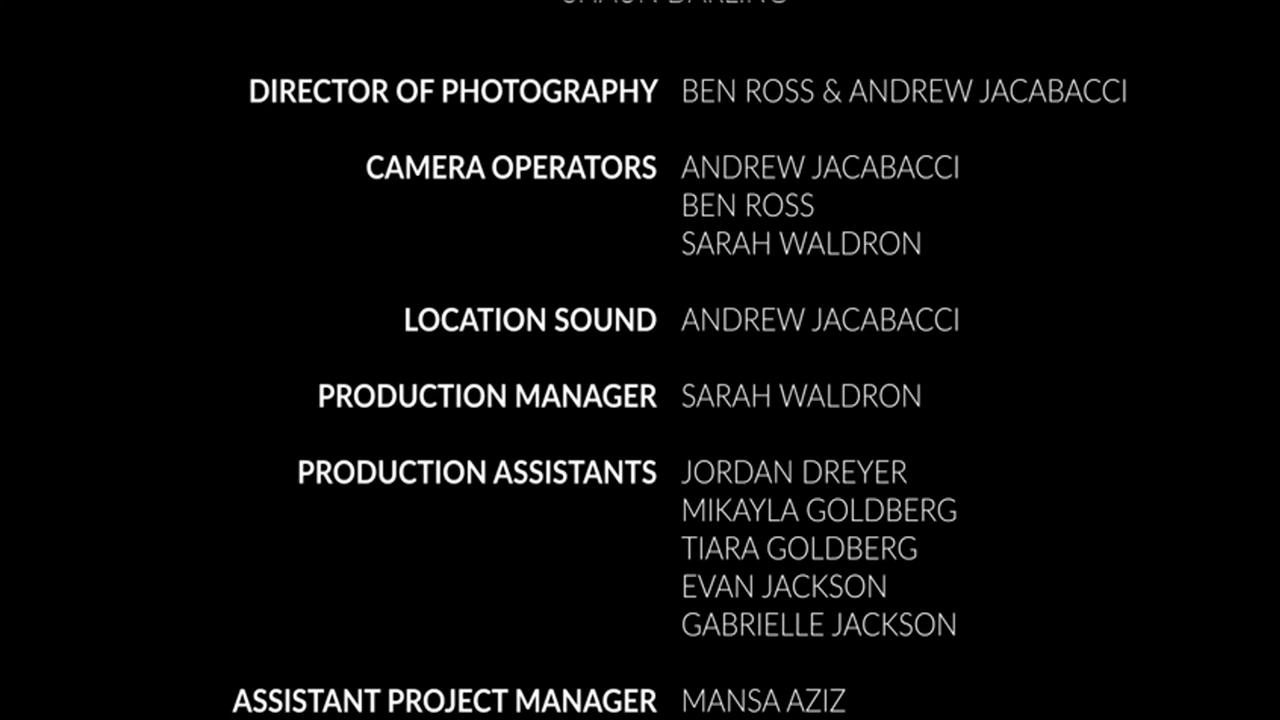 SHAUN DARLING
DIRECTOR OF PHOTOGRAPHY BEN ROSS & ANDREW JACABACCI
CAMERA OPERATORS ANDREW JACABACCI
BEN ROSS
SARAH WALDRON
LOCATION SOUND ANDREW JACABACCI
PRODUCTION MANAGER SARAH WALDRON
PRODUCTION ASSISTANTS JORDAN DREYER
MIKAYLA GOLDBERG
TIARA GOLDBERG
EVAN JACKSON
GABRIELLE JACKSON
ASSISTANT PROJECT MANAGER MANSA AZIZ